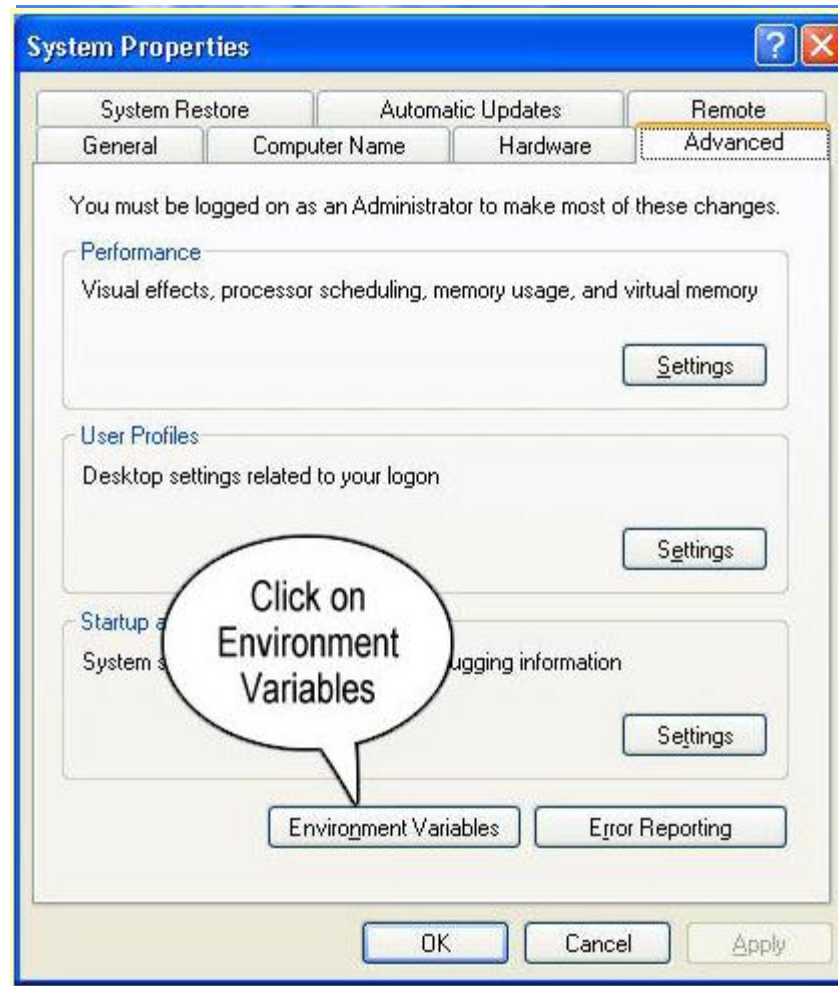 System Properties
System Restore Automatic Updates Remote
General Computer Name Hardware Advanced
You must be logged on as an Administrator to make most of these changes.
Performance
Visual effects, processor scheduling, memory usage, and virtual memory
Settings
User Profiles
Desktop settings related to your logon
Settings
Click on
Environment
Variables
Startup
System ugging information
Settings
Environment Variables Error Reporting
OK Cancel Apply